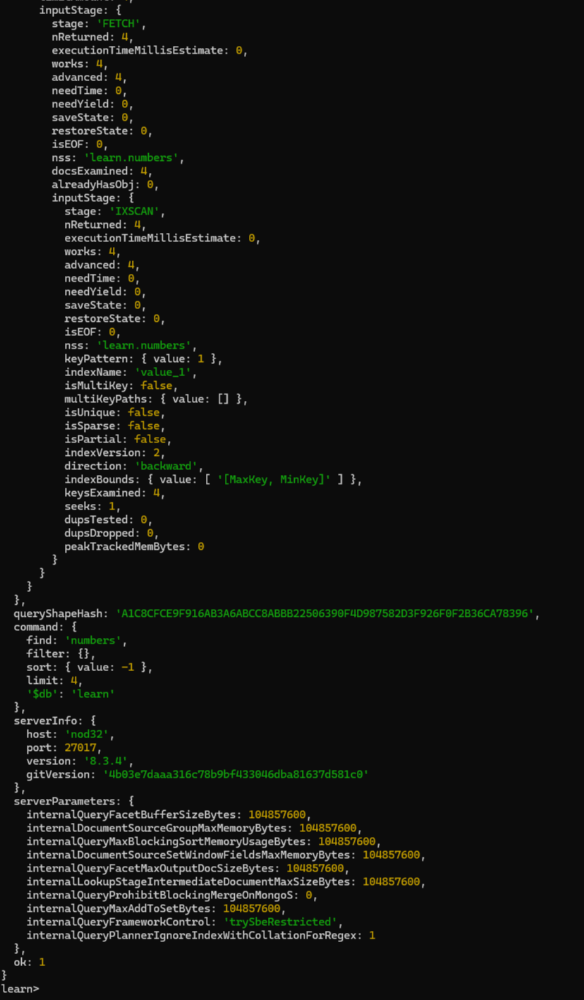 inputStage: {
stage: 'FETCH',
nReturned: 4,
executionTimeMillisEstimate: 0,
works: 4,
advanced: 4,
needTime: 0,
needYield: 0,
saveState: 0,
restoreState: 0,
isEOF: 0,
nss: 'learn.numbers',
docsExamined: 4,
alreadyHasObj: 0,
inputStage: {
stage: 'IXSCAN',
nReturned: 4,
executionTimeMillisEstimate: 0,
works: 4,
advanced: 4,
needTime: 0,
needYield: 0,
saveState: 0,
restoreState: 0,
isEOF: 0,
nss: 'learn.numbers',
keyPattern: { value: 1 },
indexName: 'value_1',
isMultiKey: false,
multiKeyPaths: { value: [] },
isUnique: false,
isSparse: false,
isPartial: false,
indexVersion: 2,
direction: 'backward',
indexBounds: { value: [ '[MaxKey, MinKey]' ] },
keysExamined: 4,
seeks: 1,
dupsTested: 0,
dupsDropped: 0,
peakTrackedMemBytes: 0
}
}
}
},
queryShapeHash: 'A1C8CFCE9F916AB3A6ABCC8ABBB22506390F4D987582D3F926F0F2B36CA78396',
command: {
find: 'numbers',
filter: {},
sort: { value: -1 },
limit: 4,
'$db': 'learn'
},
serverInfo: {
host: 'nod32',
port: 27017,
version: '8.3.4',
gitVersion: '4b03e7daaa316c78b9bf433046dba81637d581c0'
},
serverParameters: {
internalQueryFacetBufferSizeBytes: 104857600,
internalDocumentSourceGroupMaxMemoryBytes: 104857600,
internalQueryMaxBlockingSortMemoryUsageBytes: 104857600,
internalDocumentSourceSetWindowFieldsMaxMemoryBytes: 104857600,
internalQueryFacetMaxOutputDocSizeBytes: 104857600,
internalLookupStageIntermediateDocumentMaxSizeBytes: 104857600,
internalQueryProhibitBlockingMergeOnMongoS: 0,
internalQueryMaxAddToSetBytes: 104857600,
internalQueryFrameworkControl: 'trySbeRestricted',
internalQueryPlannerIgnoreIndexWithCollationForRegex: 1
},
ok: 1
}
learn>